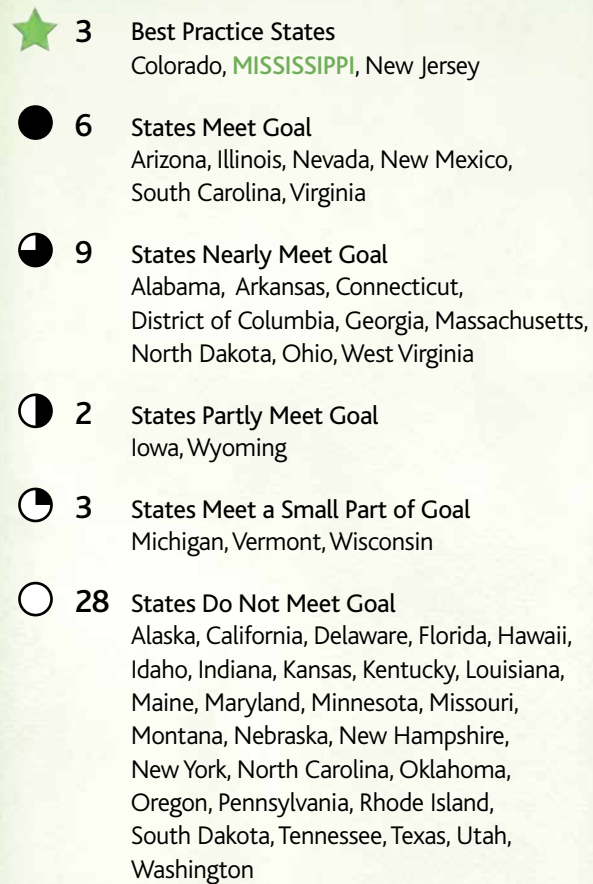 3 Best Practice States
Colorado, MISSISSIPPI, New Jersey
6 States Meet Goal
Arizona, Illinois, Nevada, New Mexico,
South Carolina, Virginia
9 States Nearly Meet Goal
Alabama, Arkansas, Connecticut,
District of Columbia, Georgia, Massachusetts,
North Dakota, Ohio, West Virginia
2 States Partly Meet Goal
Iowa, Wyoming
3 States Meet a Small Part of Goal
Michigan, Vermont, Wisconsin
28 States Do Not Meet Goal
Alaska, California, Delaware, Florida, Hawaii,
Idaho, Indiana, Kansas, Kentucky, Louisiana,
Maine, Maryland, Minnesota, Missouri,
Montana, Nebraska, New Hampshire,
New York, North Carolina, Oklahoma,
Oregon, Pennsylvania, Rhode Island,
South Dakota, Tennessee, Texas, Utah,
Washington